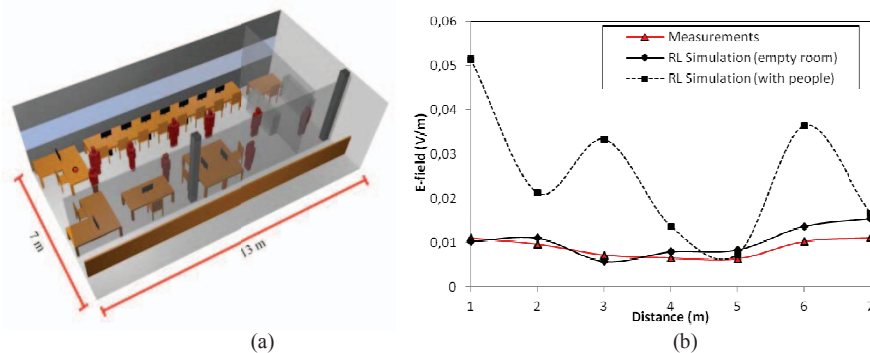 7 m
13 m
(a)
0,06
0,05
0,04
0,03
0,02
0,01
0
E-field (V/m)
Measurements
RL Simulation (empty room)
RL Simulation (with people)
1 2 3 4 5 6 7
Distance (m)
(b)